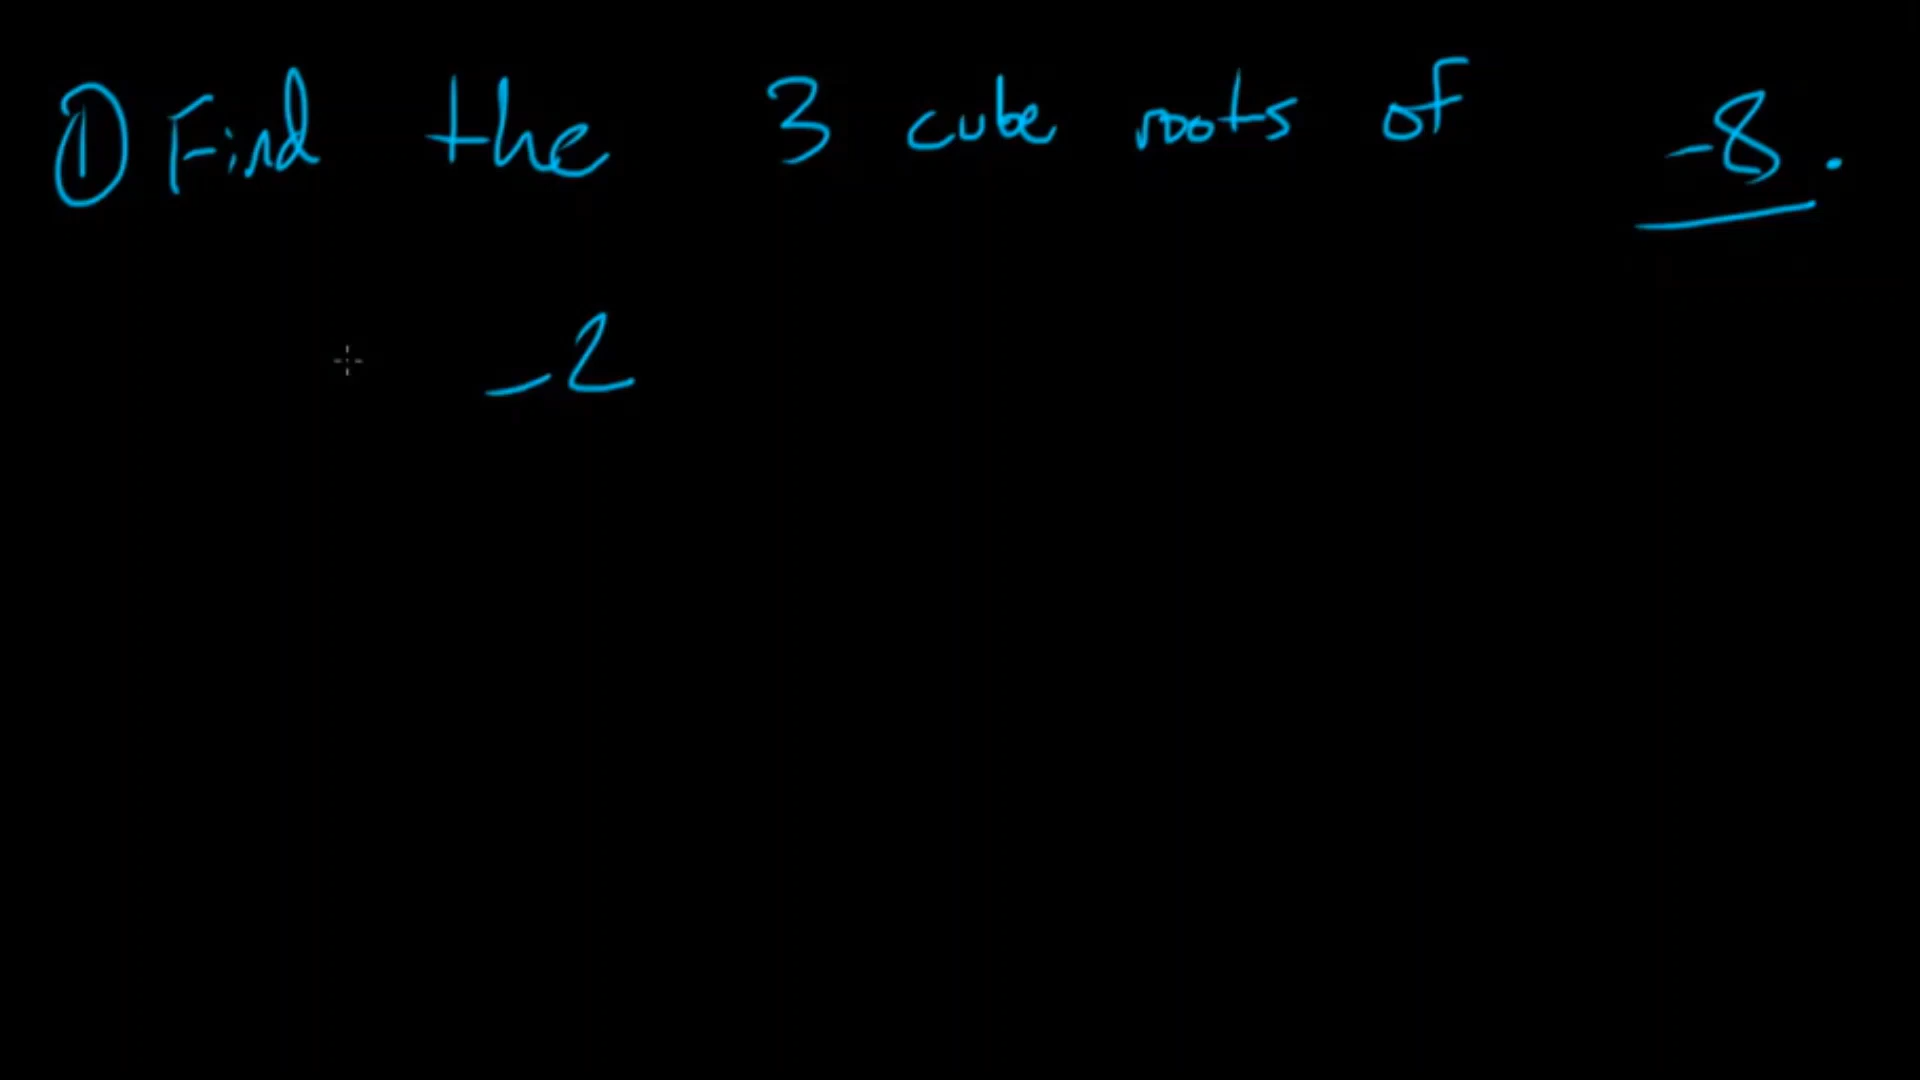 ① Find the 3 cube roots of -8.
-2